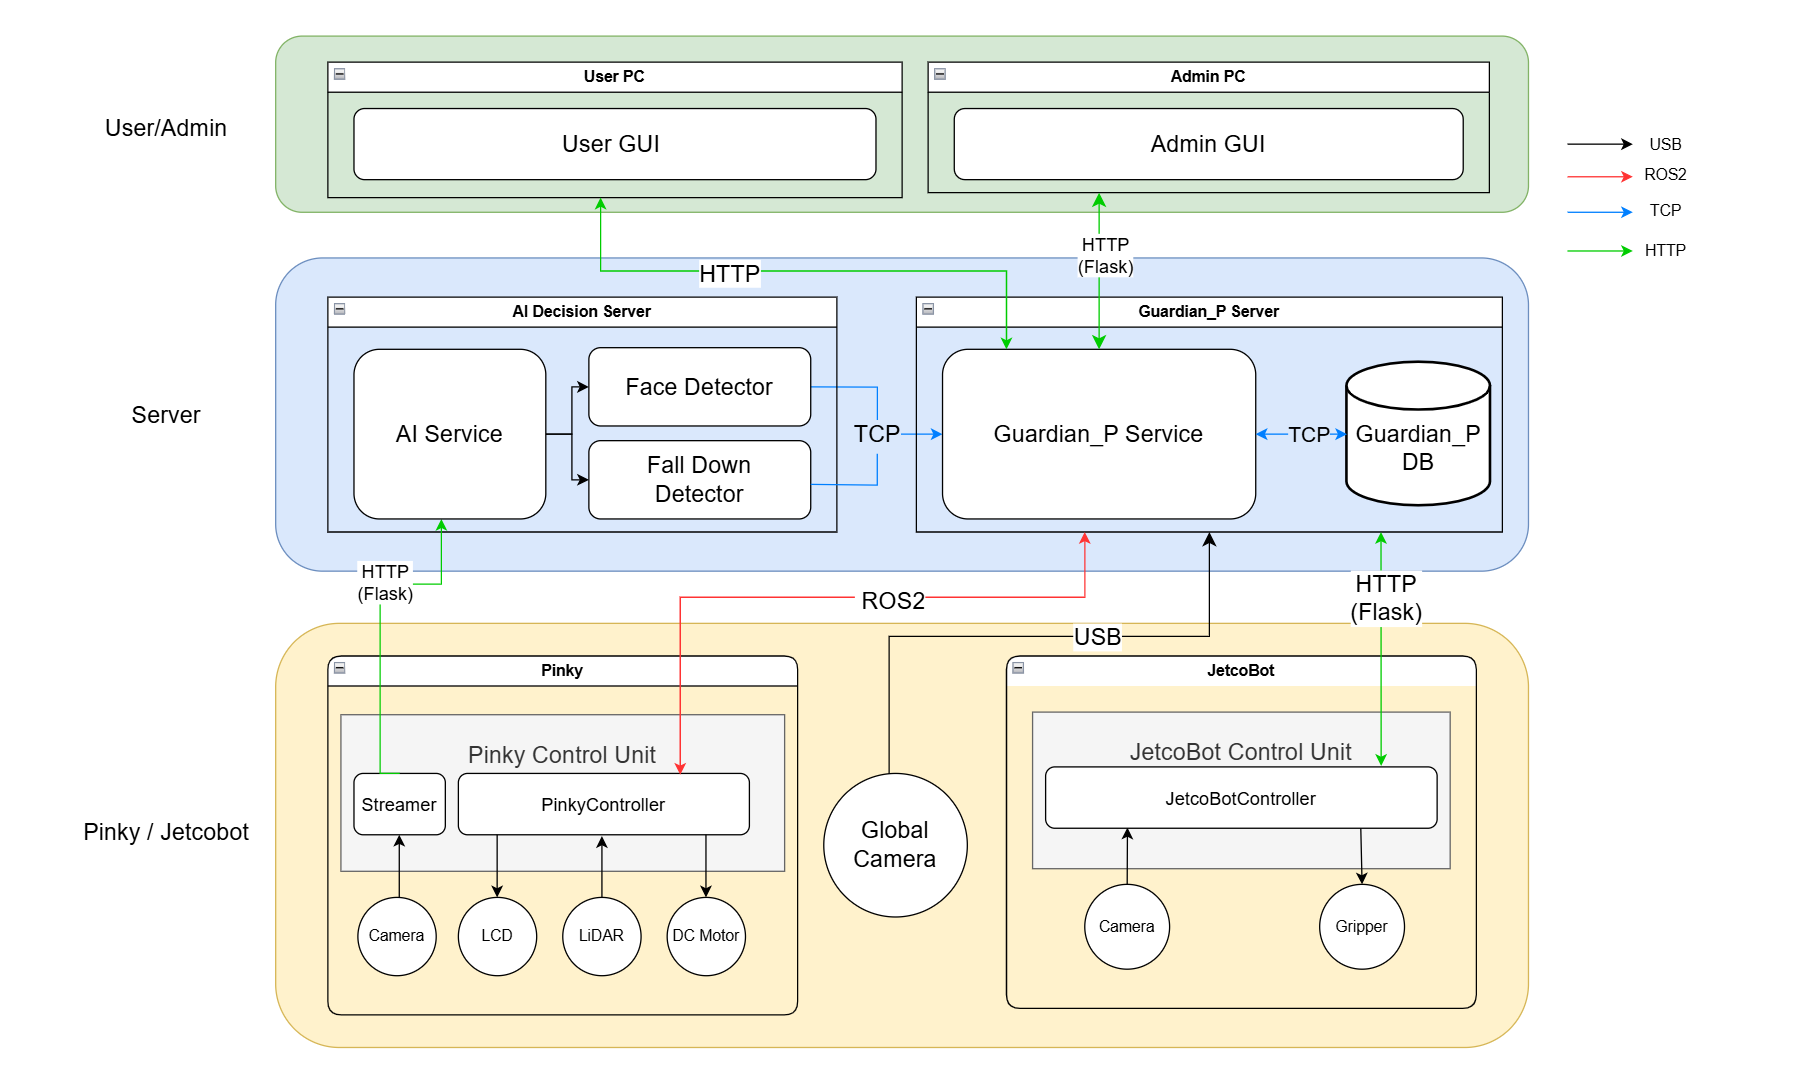 User/Admin
User PC
User GUI
Admin PC
Admin GUI
USB
ROS2
TCP
HTTP
HTTP
HTTP
(Flask)
Server
AI Decision Server
AI Service
Face Detector
Fall Down
Detector
TCP
Guardian_P Server
Guardian_P Service
TCP
Guardian_P
DB
HTTP
(Flask)
ROS2
USB
HTTP
(Flask)
Pinky / Jetcobot
Pinky
Pinky Control Unit
Streamer
PinkyController
Camera
LCD
LiDAR
DC Motor
Global
Camera
JetcoBot
JetcoBot Control Unit
JetcoBotController
Camera
Gripper